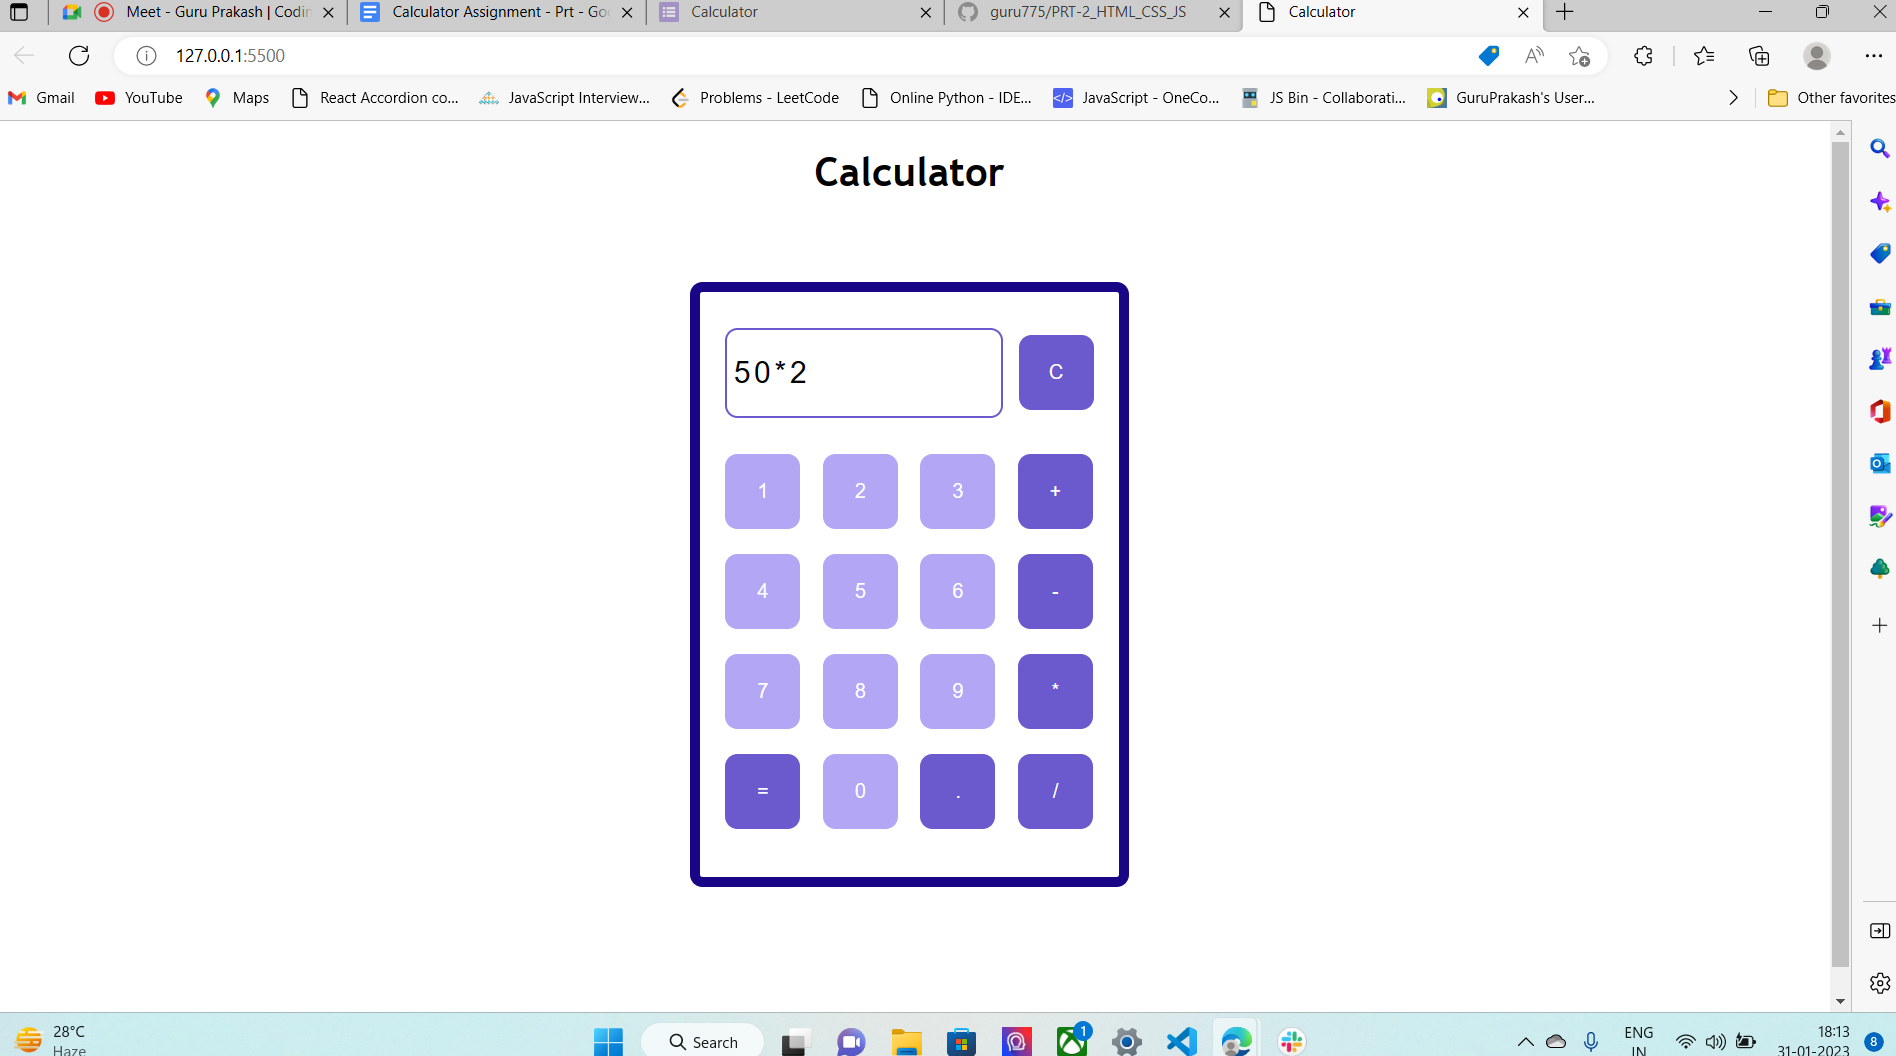 Meet - Guru Prakash | Codin
Calculator Assignment - Prt - Goo
Calculator
guru775/PRT-2_HTML_CSS_JS
Calculator
127.0.0.1:5500
Gmail
YouTube
Maps
React Accordion co...
JavaScript Interview...
Problems - LeetCode
Online Python - IDE...
JavaScript - OneCo...
JS Bin - Collaborati...
GuruPrakash's User...
Other favorites
Calculator
50*2
C
1 2 3 +
4 5 6 -
7 8 9 *
= 0 . /
28°C
Haze
Search
1
ENG
IN
18:13
31-01-2023
8